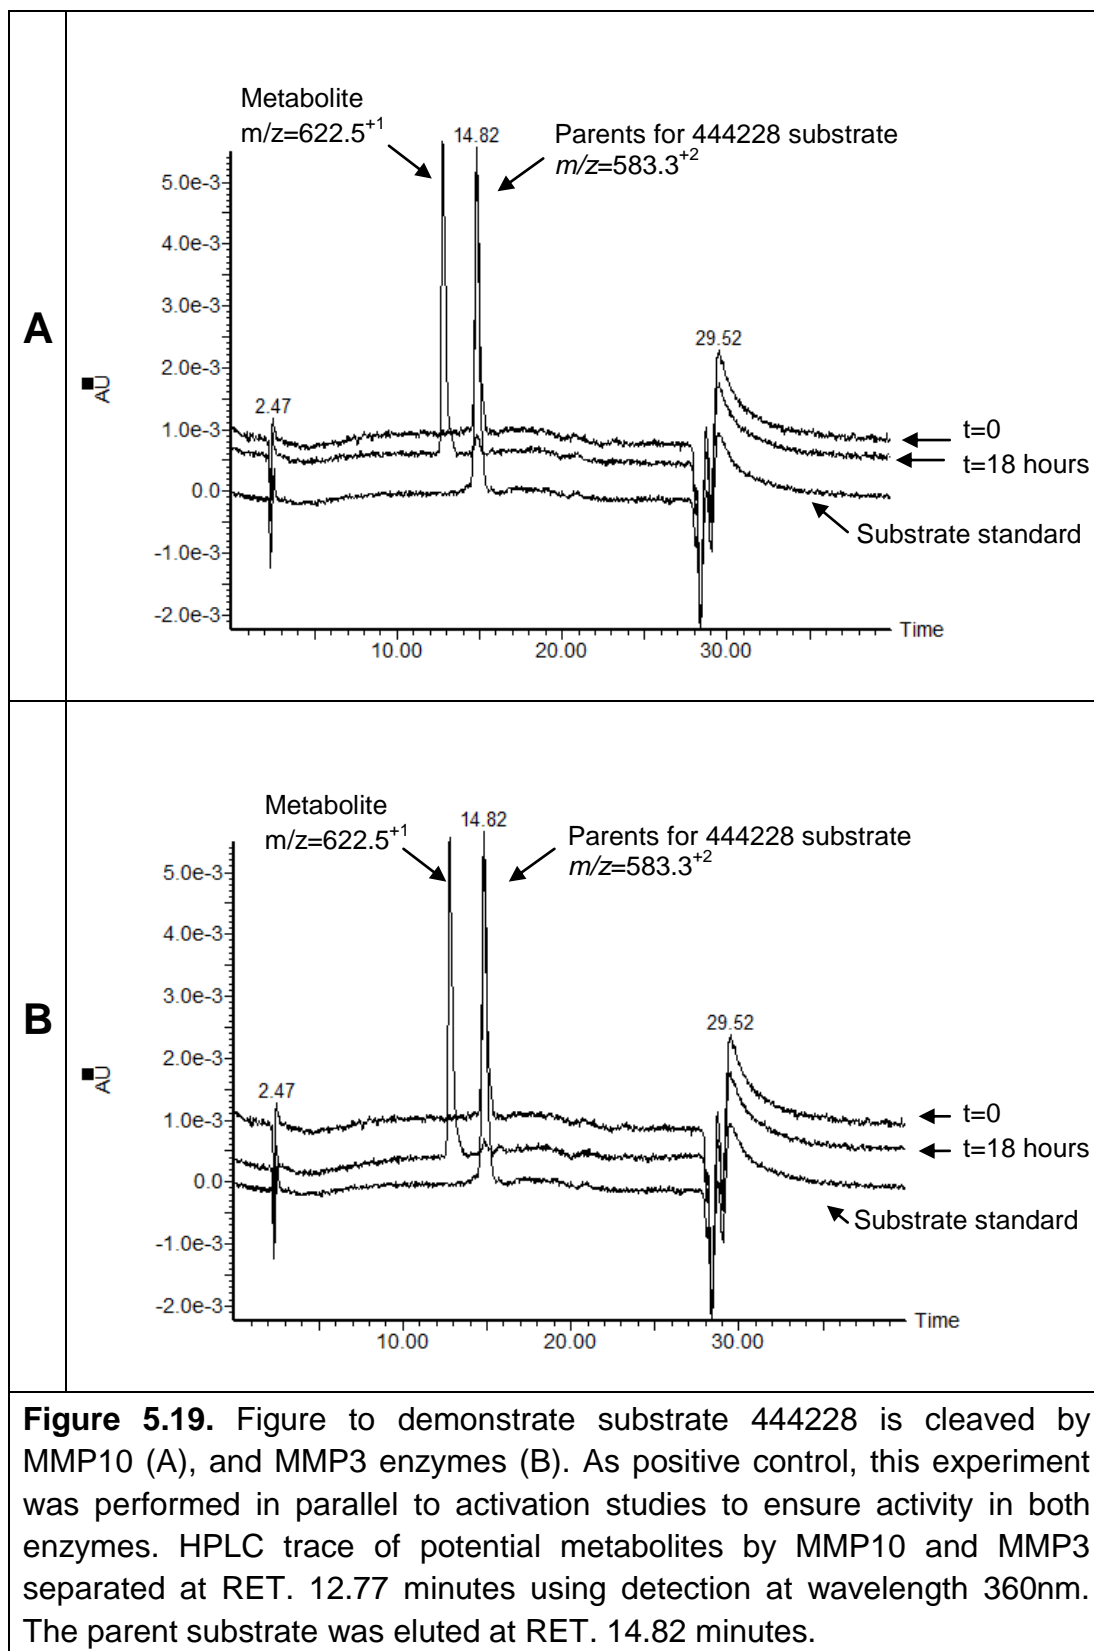 A
Metabolite
m/z=622.5+1
14.82
Parents for 444228 substrate
m/z=583.3+2
5.0e-3
4.0e-3
3.0e-3
29.52
2.0e-3
AU
2.47
1.0e-3
t=0
t=18 hours
0.0
Substrate standard
-1.0e-3
-2.0e-3
Time
10.00 20.00 30.00
B
Metabolite
m/z=622.5+1
14.82
Parents for 444228 substrate
m/z=583.3+2
5.0e-3
4.0e-3
3.0e-3
29.52
2.0e-3
AU
2.47
1.0e-3
t=0
t=18 hours
0.0
Substrate standard
-1.0e-3
-2.0e-3
Time
10.00 20.00 30.00
Figure 5.19. Figure to demonstrate substrate 444228 is cleaved by
MMP10 (A), and MMP3 enzymes (B). As positive control, this experiment
was performed in parallel to activation studies to ensure activity in both
enzymes. HPLC trace of potential metabolites by MMP10 and MMP3
separated at RET. 12.77 minutes using detection at wavelength 360nm.
The parent substrate was eluted at RET. 14.82 minutes.